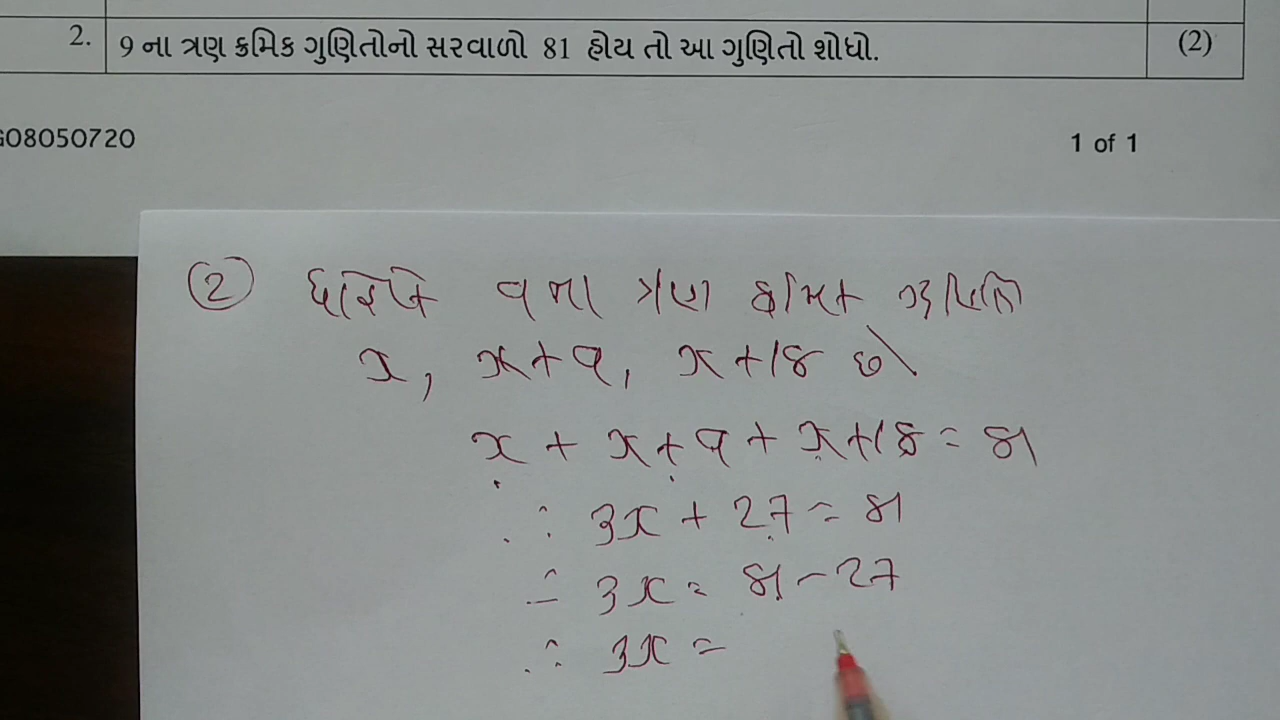 2. 9 ના ત્રણ ક્રમિક ગુણિતોનો સરવાળો 81 હોય તો આ ગુણિતો શોધો. (2)
G08050720 1 of 1
(2) ધારોકે 9 ના ત્રણ ક્રમિક ગુણિતો
x, x+9, x+18 છે
x + x+9 + x+18 = 81
∴ 3x + 27 = 81
∴ 3x = 81 - 27
∴ 3x =